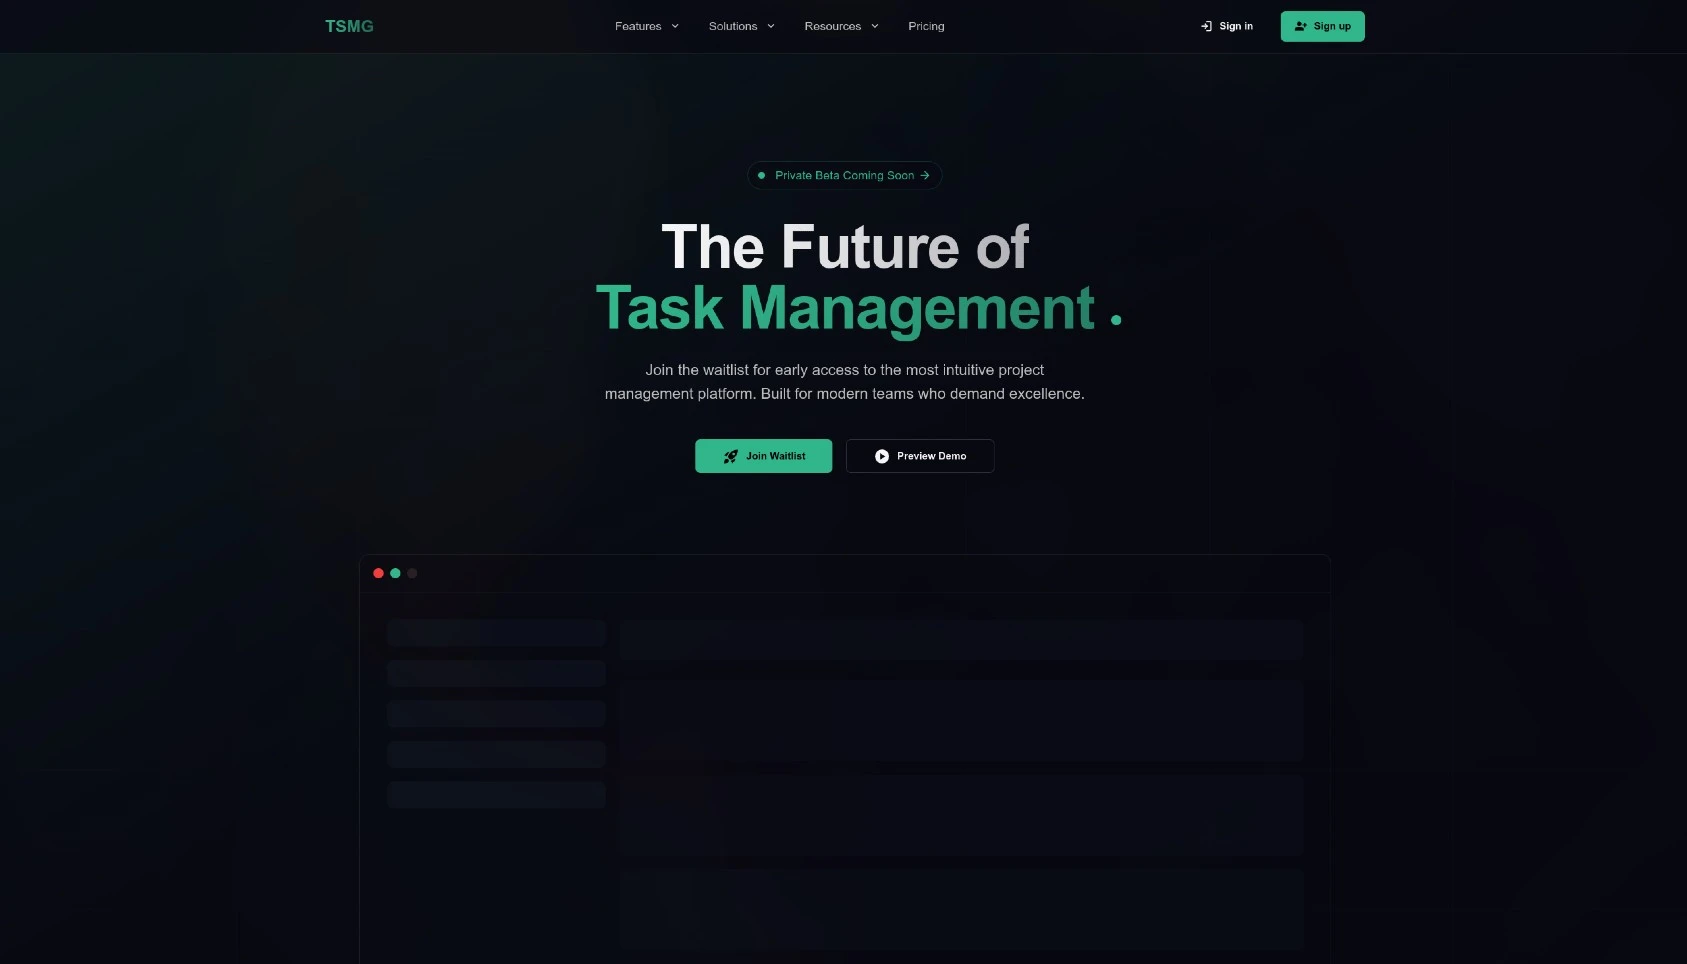 TSMG
Features
Solutions
Resources
Pricing
Sign in
Sign up
Private Beta Coming Soon →
The Future of
Task Management .
Join the waitlist for early access to the most intuitive project
management platform. Built for modern teams who demand excellence.
Join Waitlist
Preview Demo